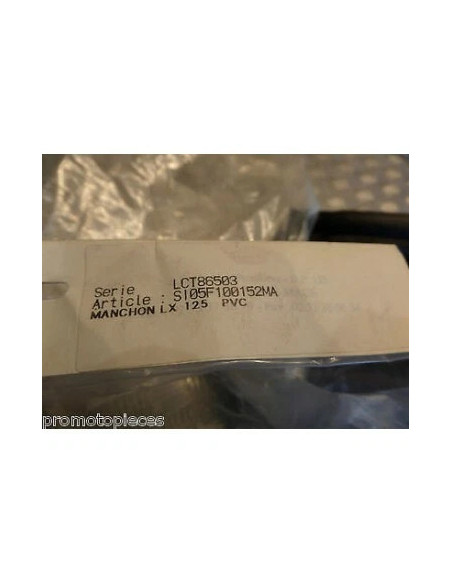 Serie LCT86503
Article : SI05F100152MA
MANCHON LX 125 PVC
promotopieces